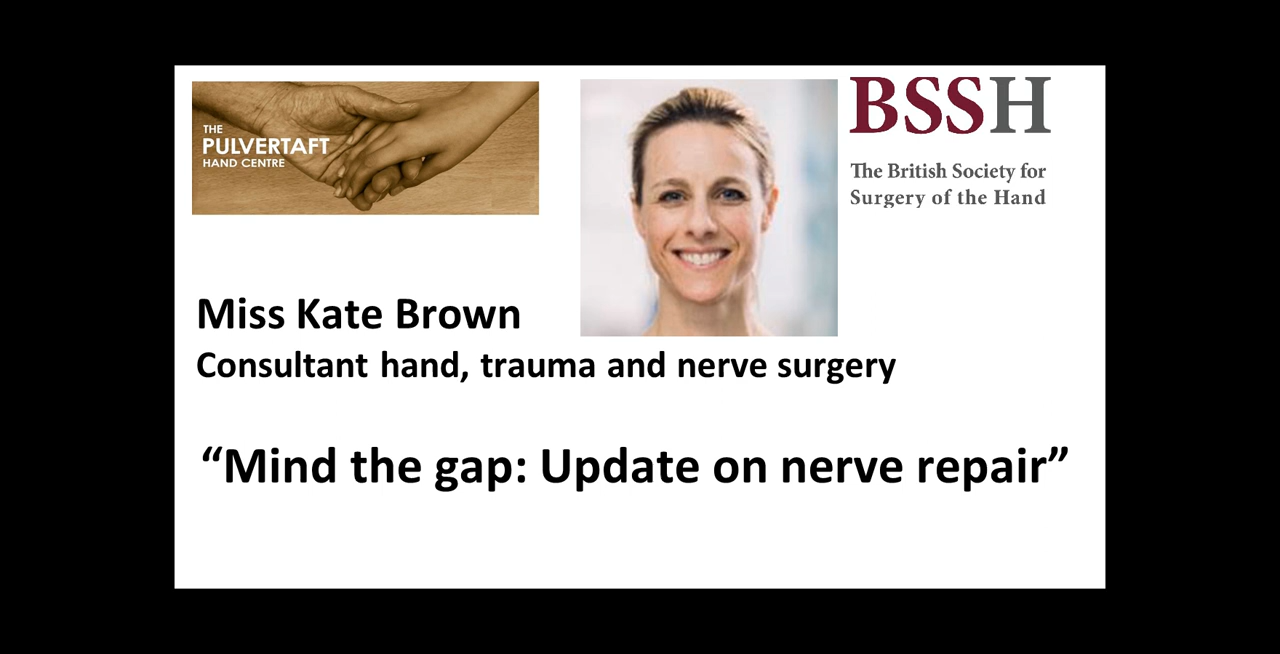 THE
PULVERTAFT
HAND CENTRE
BSSH
The British Society for
Surgery of the Hand
Miss Kate Brown
Consultant hand, trauma and nerve surgery
“Mind the gap: Update on nerve repair”